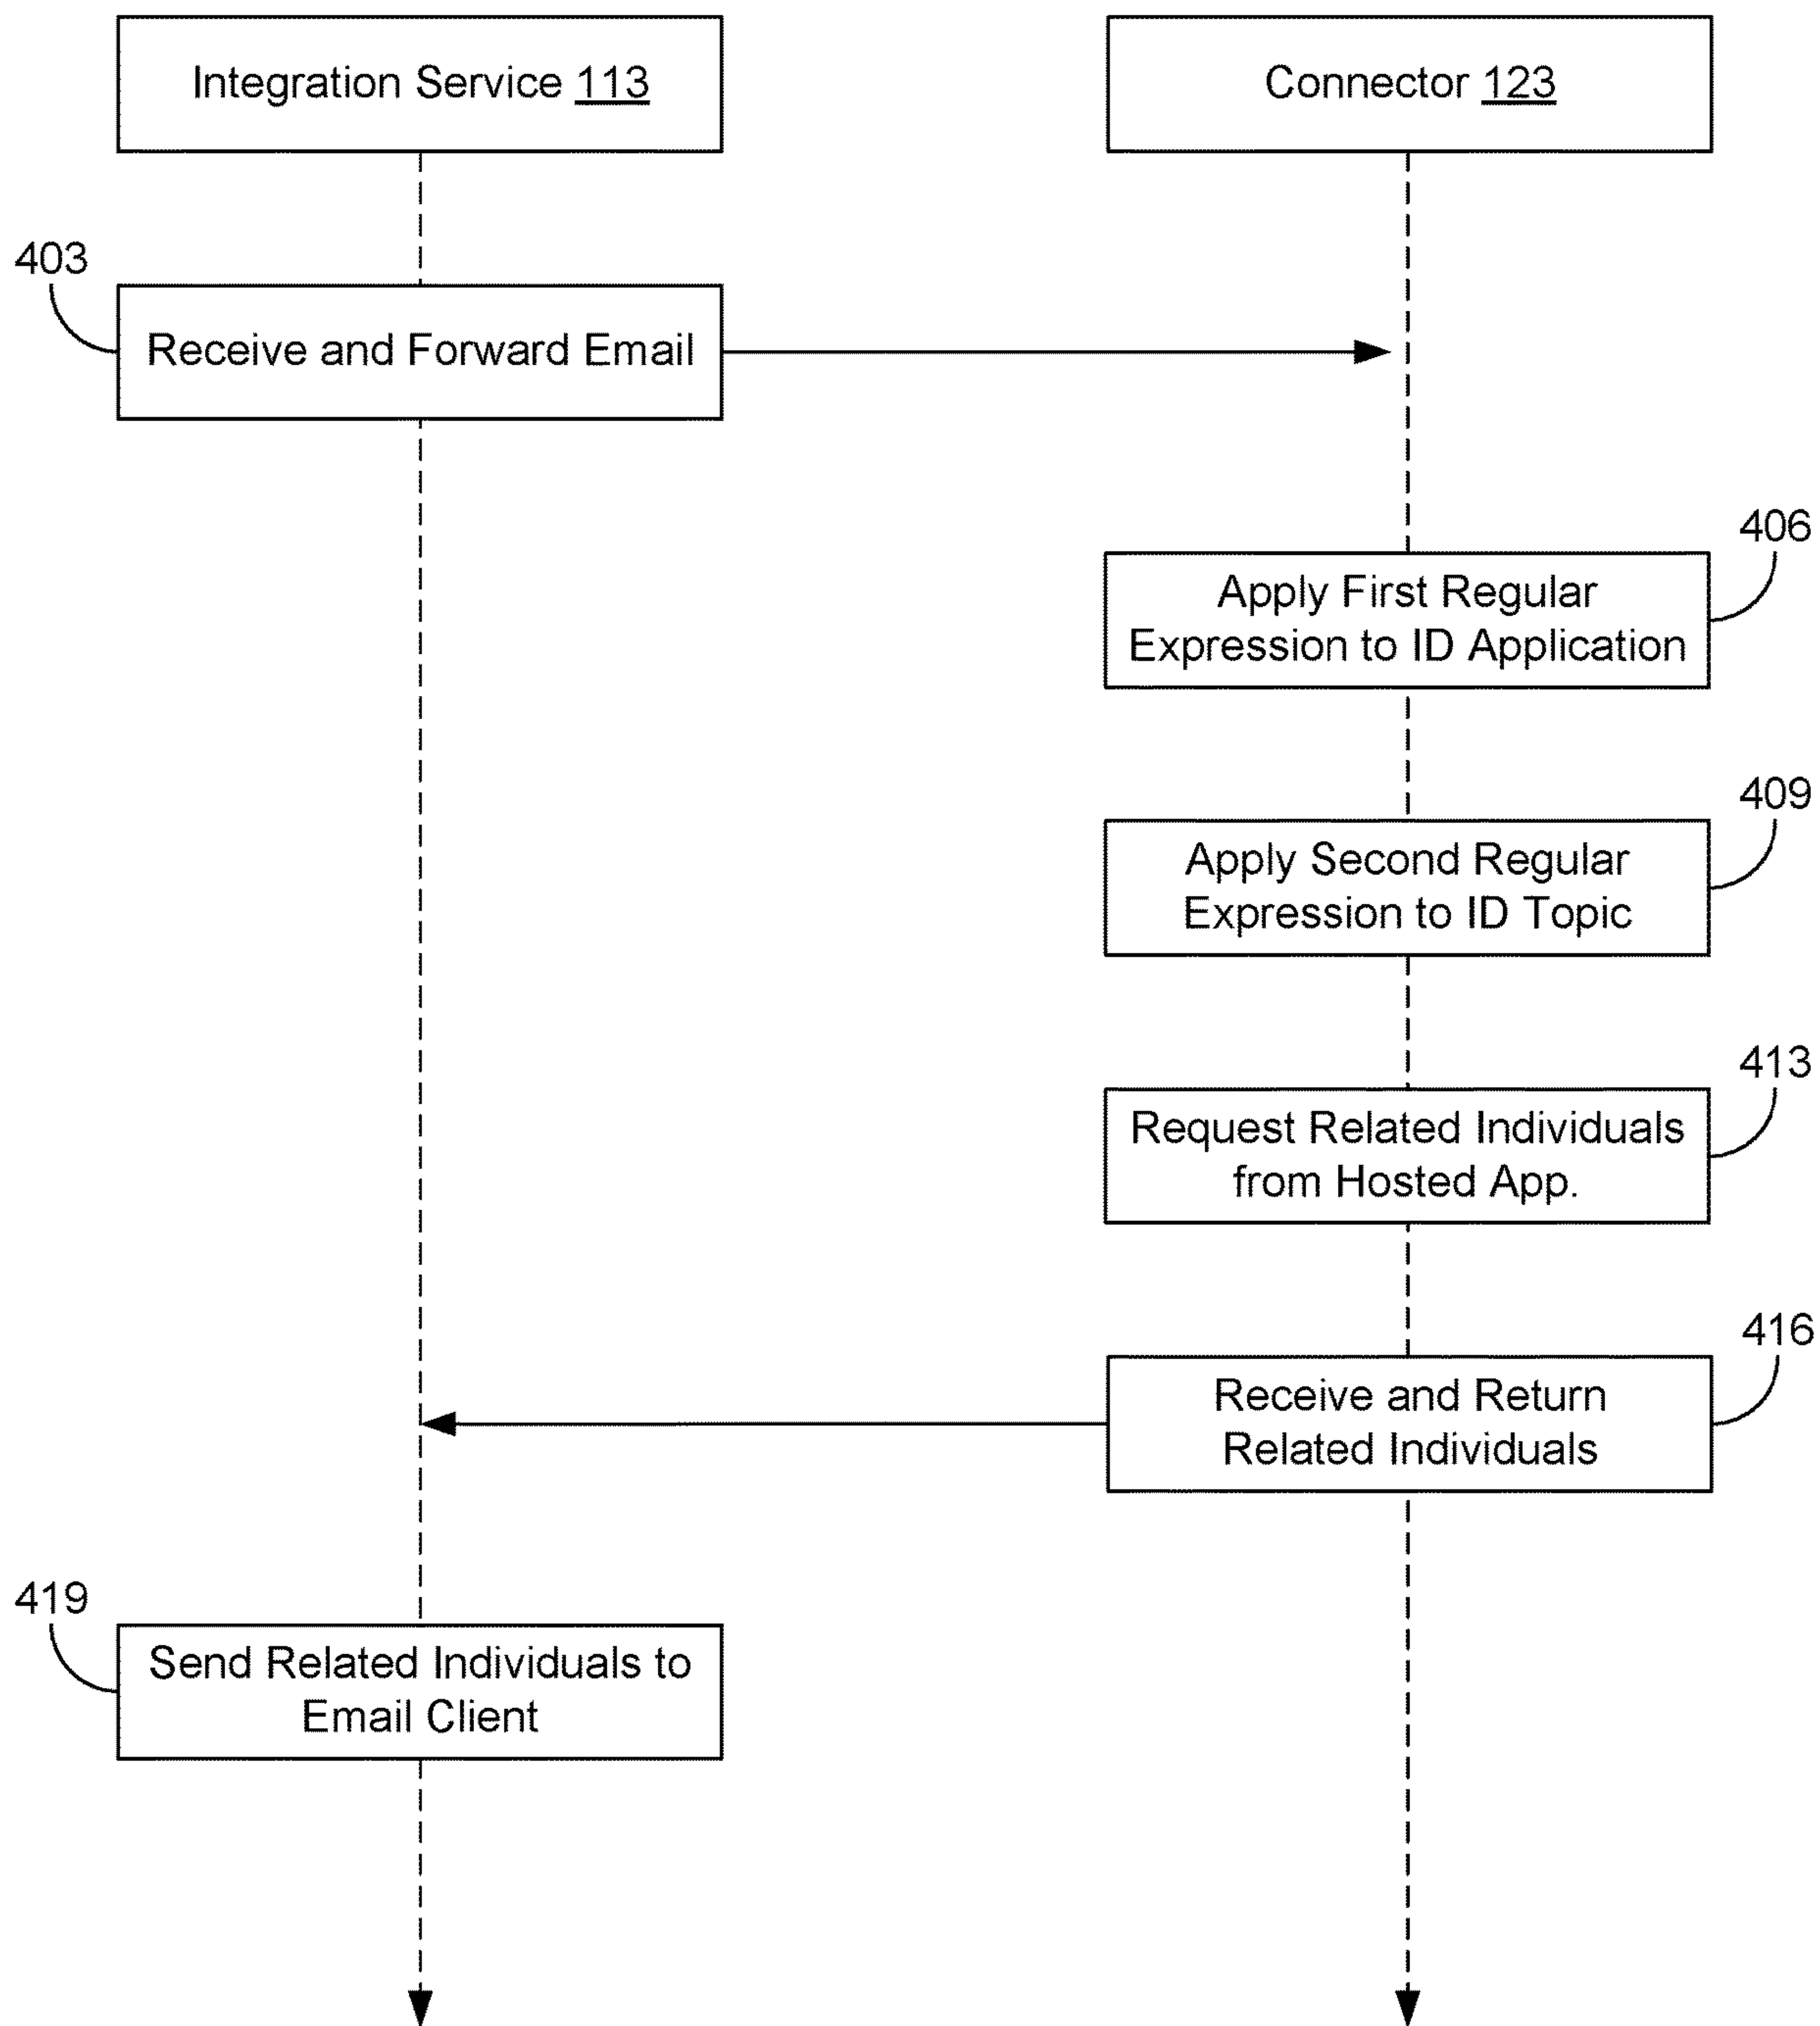 Integration Service 113
Connector 123
403
Receive and Forward Email
406
Apply First Regular
Expression to ID Application
409
Apply Second Regular
Expression to ID Topic
413
Request Related Individuals
from Hosted App.
416
Receive and Return
Related Individuals
419
Send Related Individuals to
Email Client